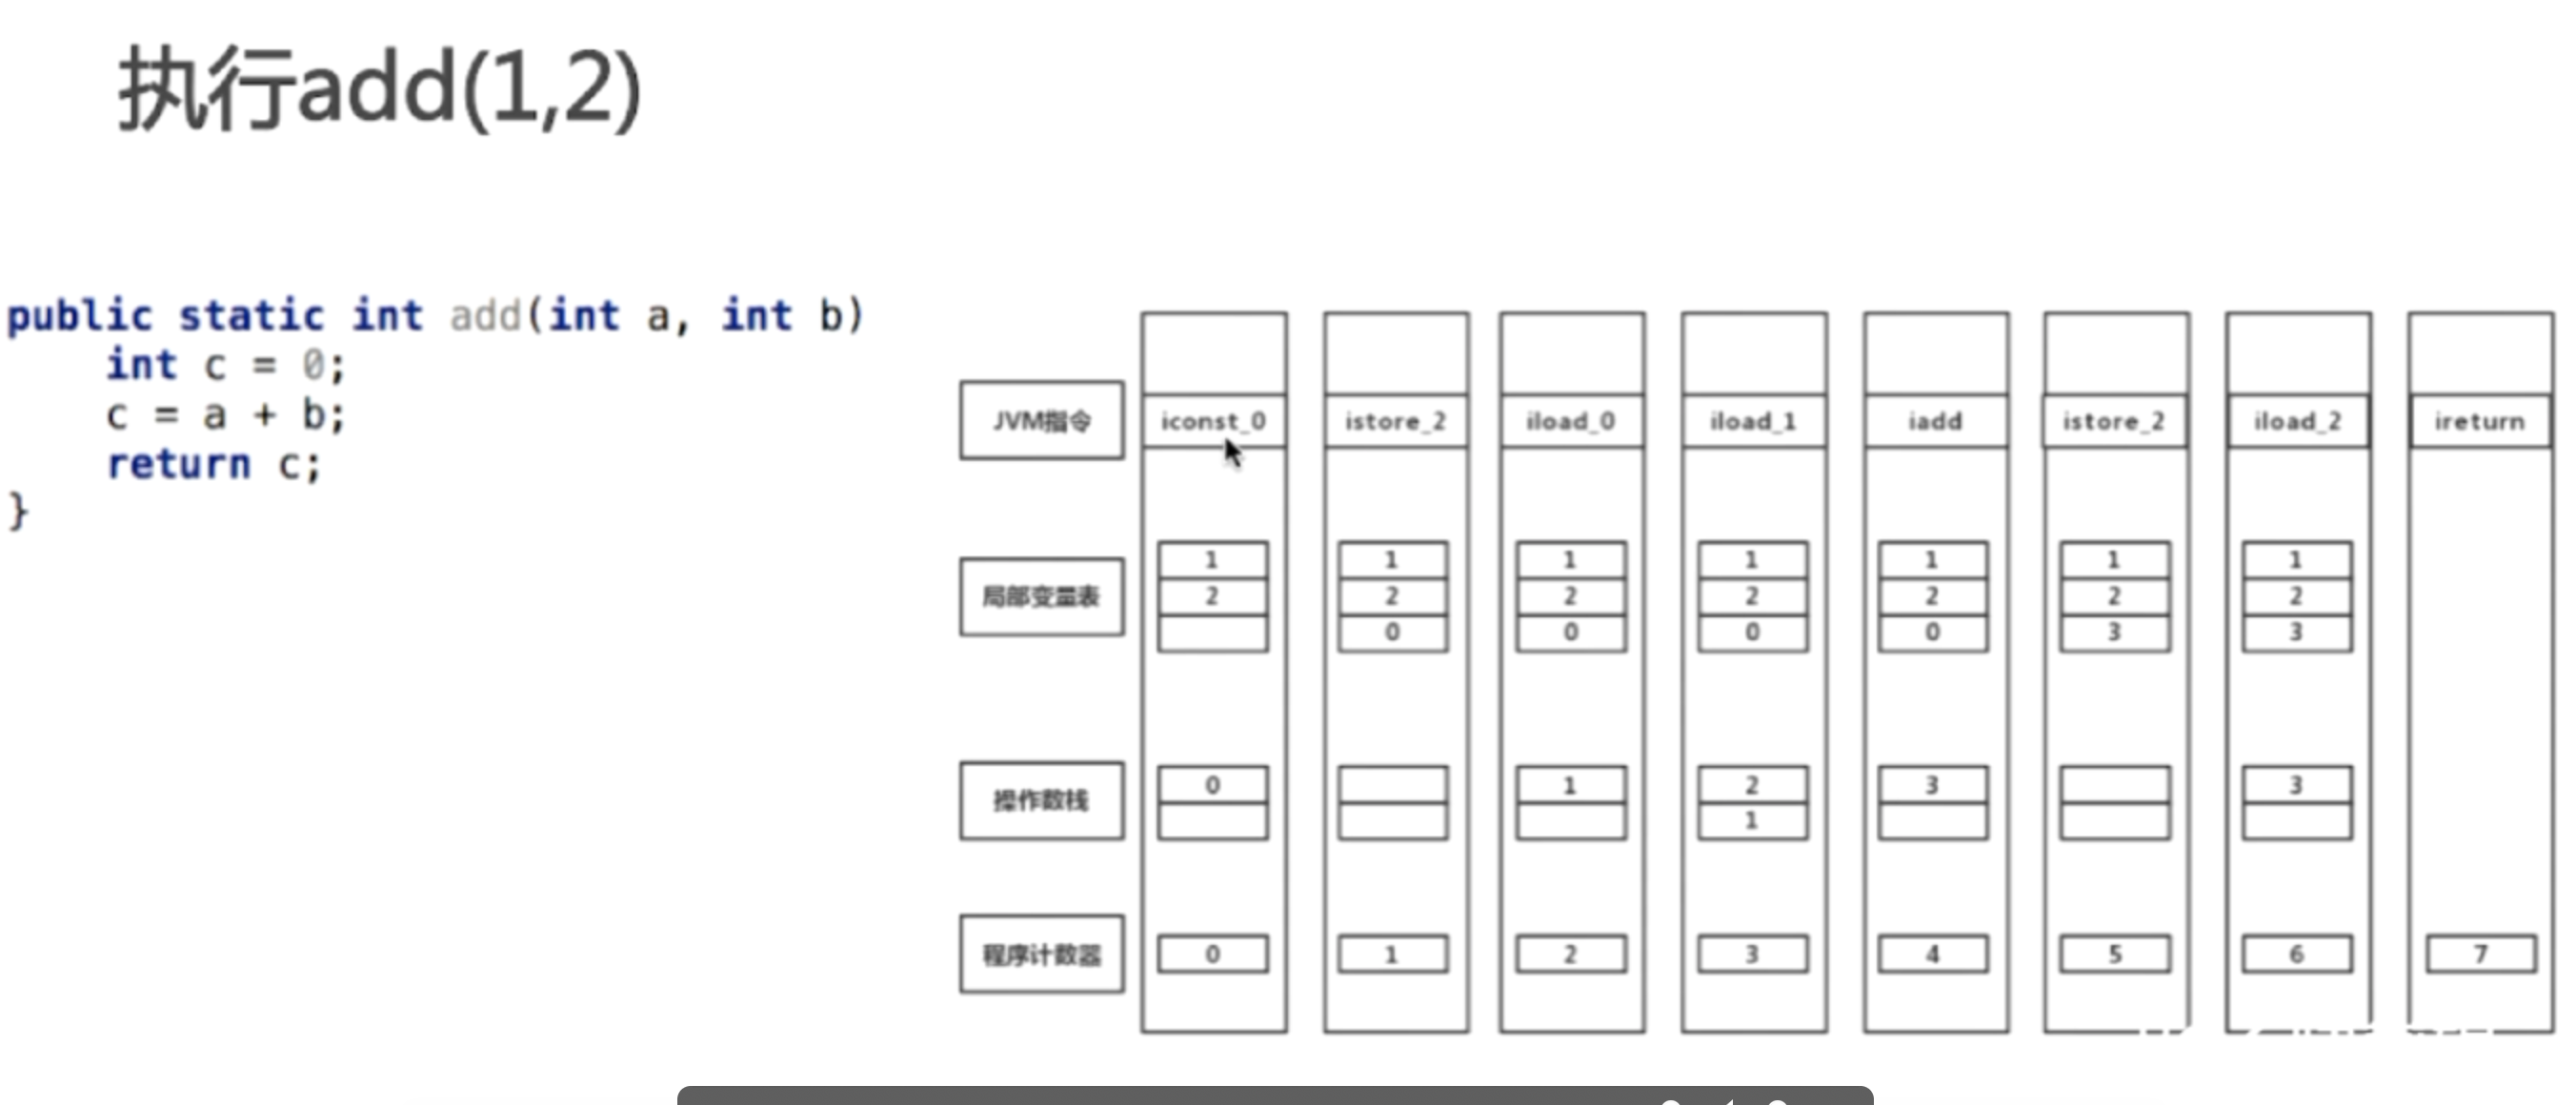 执行add(1,2)
public static int add(int a, int b)
int c = 0;
c = a + b;
return c;
}
JVM指令 iconst_0 istore_2 iload_0 iload_1 iadd istore_2 iload_2 ireturn
1 1 1 1 1 1 1
局部变量表 2 2 2 2 2 2 2
0 0 0 0 3 3
0 1 2 3 3
操作数栈
1
程序计数器 0 1 2 3 4 5 6 7